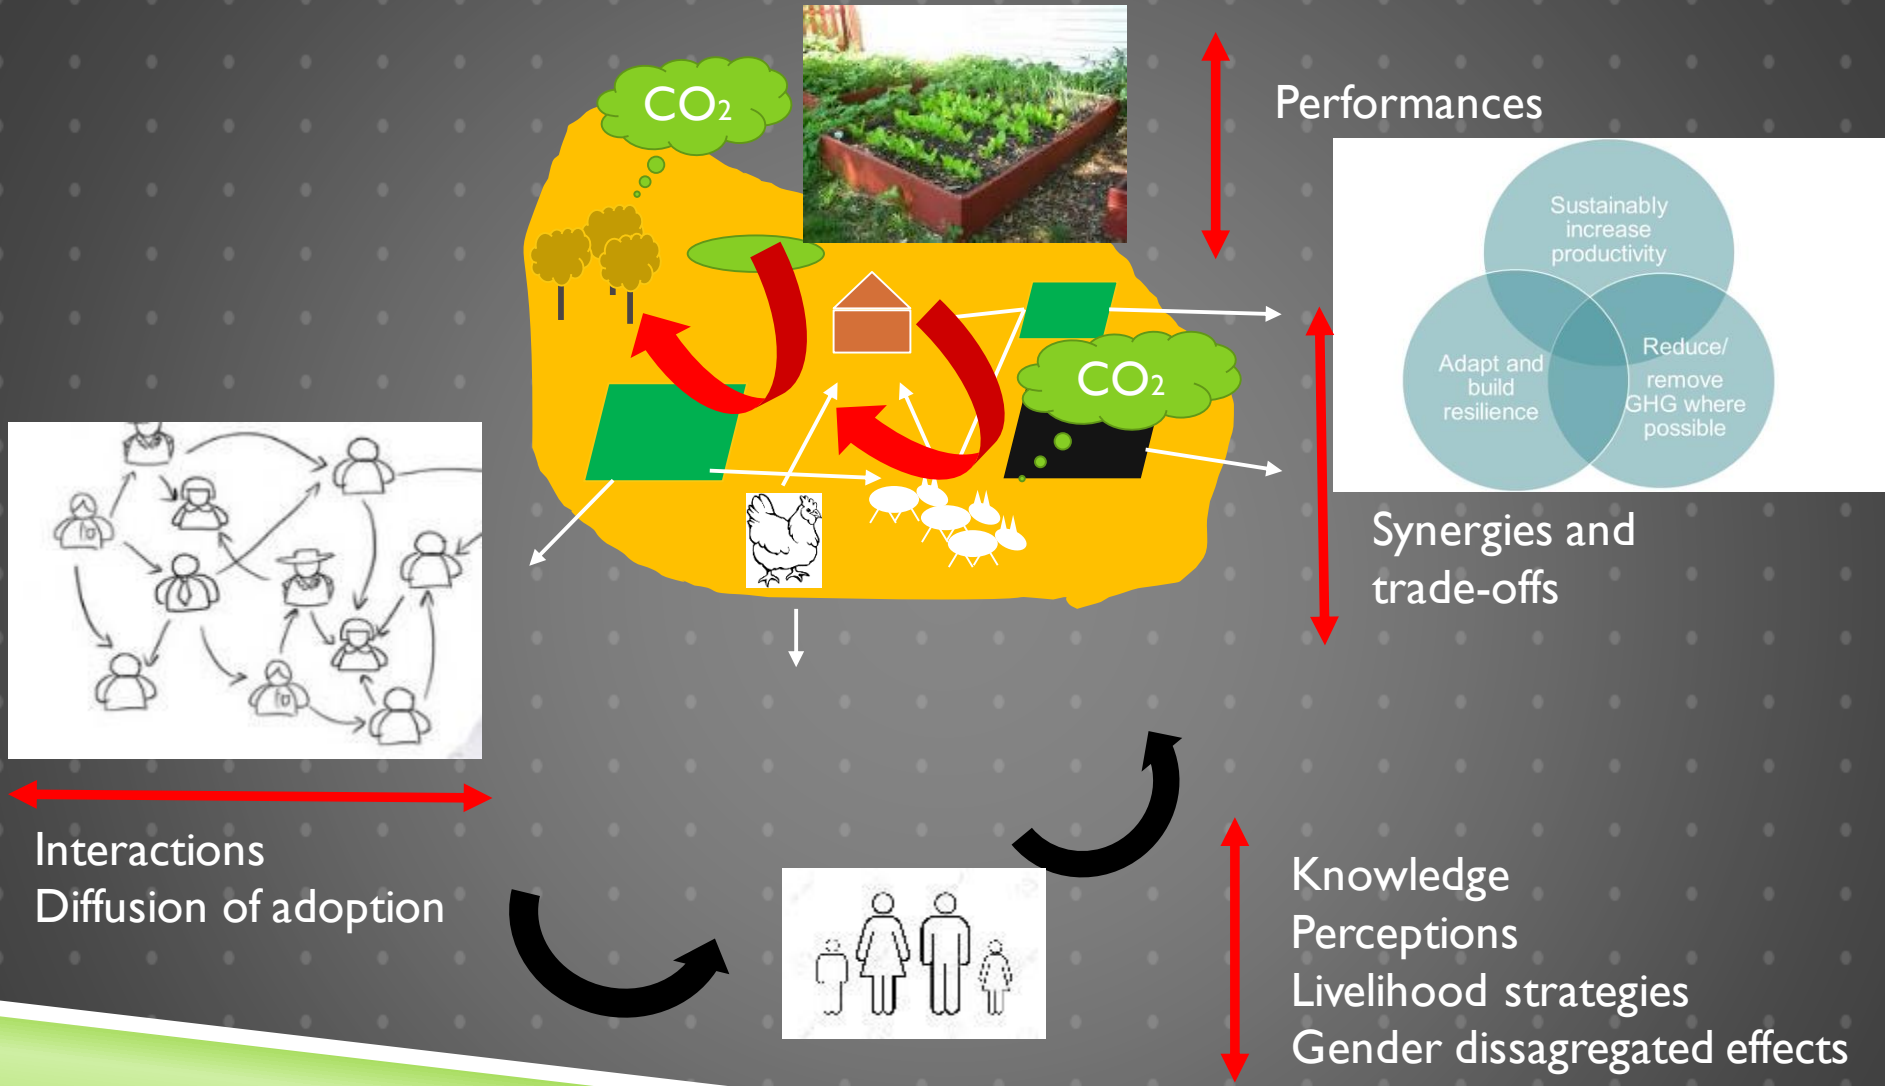 CO₂
Performances
Sustainably
increase
productivity
Adapt and
build
resilience
Reduce/
remove
GHG where
possible
CO₂
Synergies and
trade-offs
Interactions
Diffusion of adoption
Knowledge
Perceptions
Livelihood strategies
Gender dissagregated effects